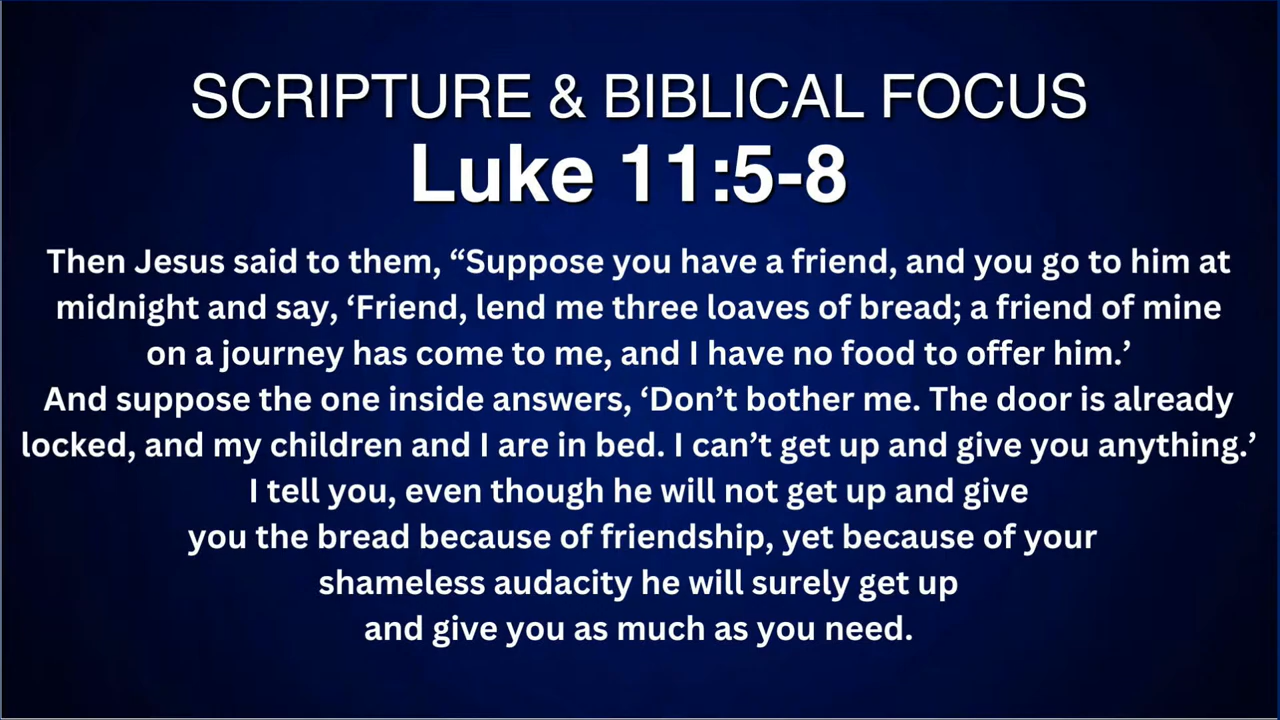 SCRIPTURE & BIBLICAL FOCUS
Luke 11:5-8
Then Jesus said to them, “Suppose you have a friend, and you go to him at
midnight and say, ‘Friend, lend me three loaves of bread; a friend of mine
on a journey has come to me, and I have no food to offer him.’
And suppose the one inside answers, ‘Don’t bother me. The door is already
locked, and my children and I are in bed. I can’t get up and give you anything.’
I tell you, even though he will not get up and give
you the bread because of friendship, yet because of your
shameless audacity he will surely get up
and give you as much as you need.